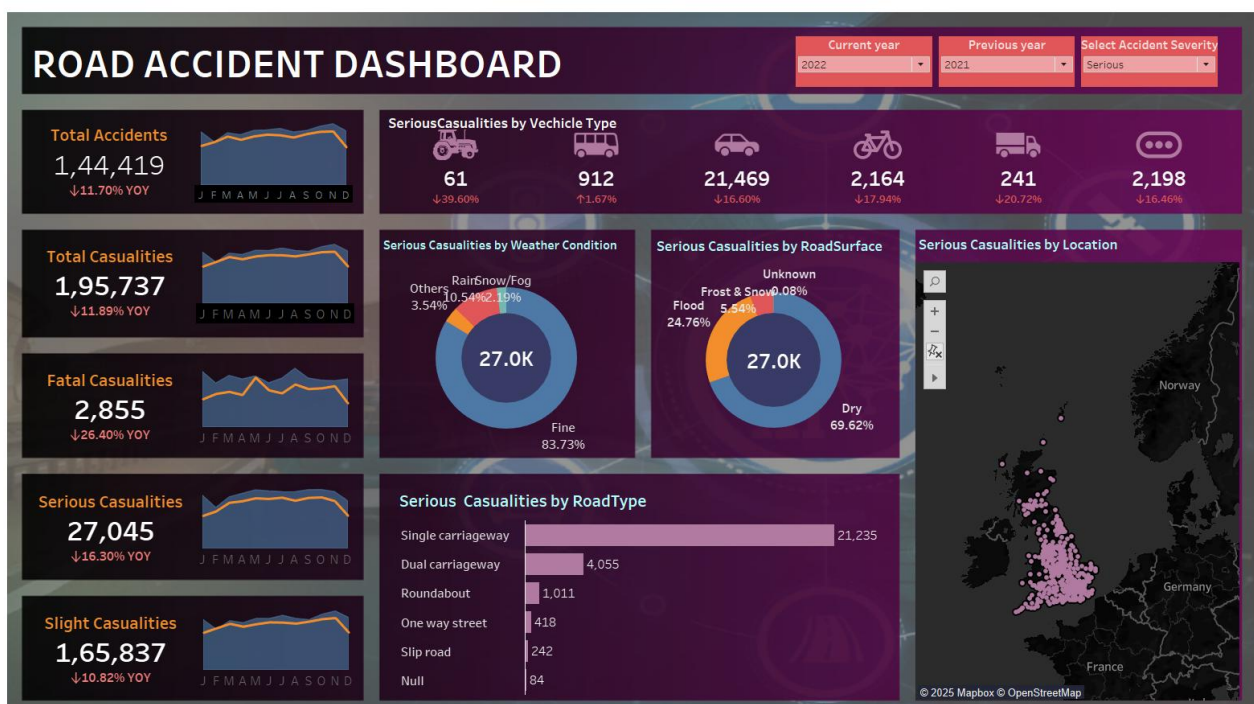 ROAD ACCIDENT DASHBOARD
Current year
2022
Previous year
2021
Select Accident Severity
Serious
Total Accidents
1,44,419
↓11.70% YOY
J F M A M J J A S O N D
SeriousCasualities by Vechicle Type
61
↓39.60%
912
↑1.67%
21,469
↓16.60%
2,164
↓17.94%
241
↓20.72%
2,198
↓16.46%
Total Casualities
1,95,737
↓11.89% YOY
J F M A M J J A S O N D
Fatal Casualities
2,855
↓26.40% YOY
J F M A M J J A S O N D
Serious Casualities
27,045
↓16.30% YOY
J F M A M J J A S O N D
Slight Casualities
1,65,837
↓10.82% YOY
J F M A M J J A S O N D
Serious Casualities by Weather Condition
Others
3.54%
Rain
10.54%
Snow/Fog
2.19%
27.0K
Fine
83.73%
Serious Casualities by RoadSurface
Unknown
0.08%
Frost & Snow
5.54%
Flood
24.76%
27.0K
Dry
69.62%
Serious Casualities by RoadType
Single carriageway 21,235
Dual carriageway 4,055
Roundabout 1,011
One way street 418
Slip road 242
Null 84
Serious Casualities by Location
Norway
Germany
France
© 2025 Mapbox © OpenStreetMap